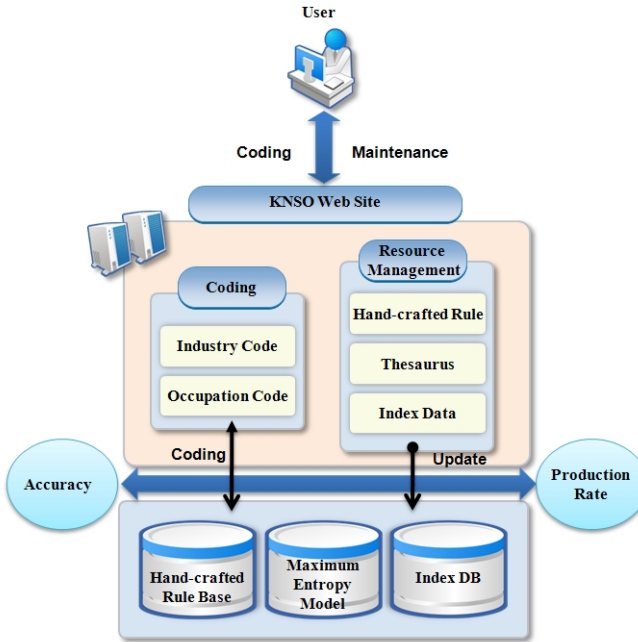 User
Coding
Maintenance
KNSO Web Site
Coding
Industry Code
Occupation Code
Resource
Management
Hand-crafted Rule
Thesaurus
Index Data
Coding
Update
Accuracy
Production
Rate
Hand-crafted
Rule Base
Maximum
Entropy
Model
Index DB